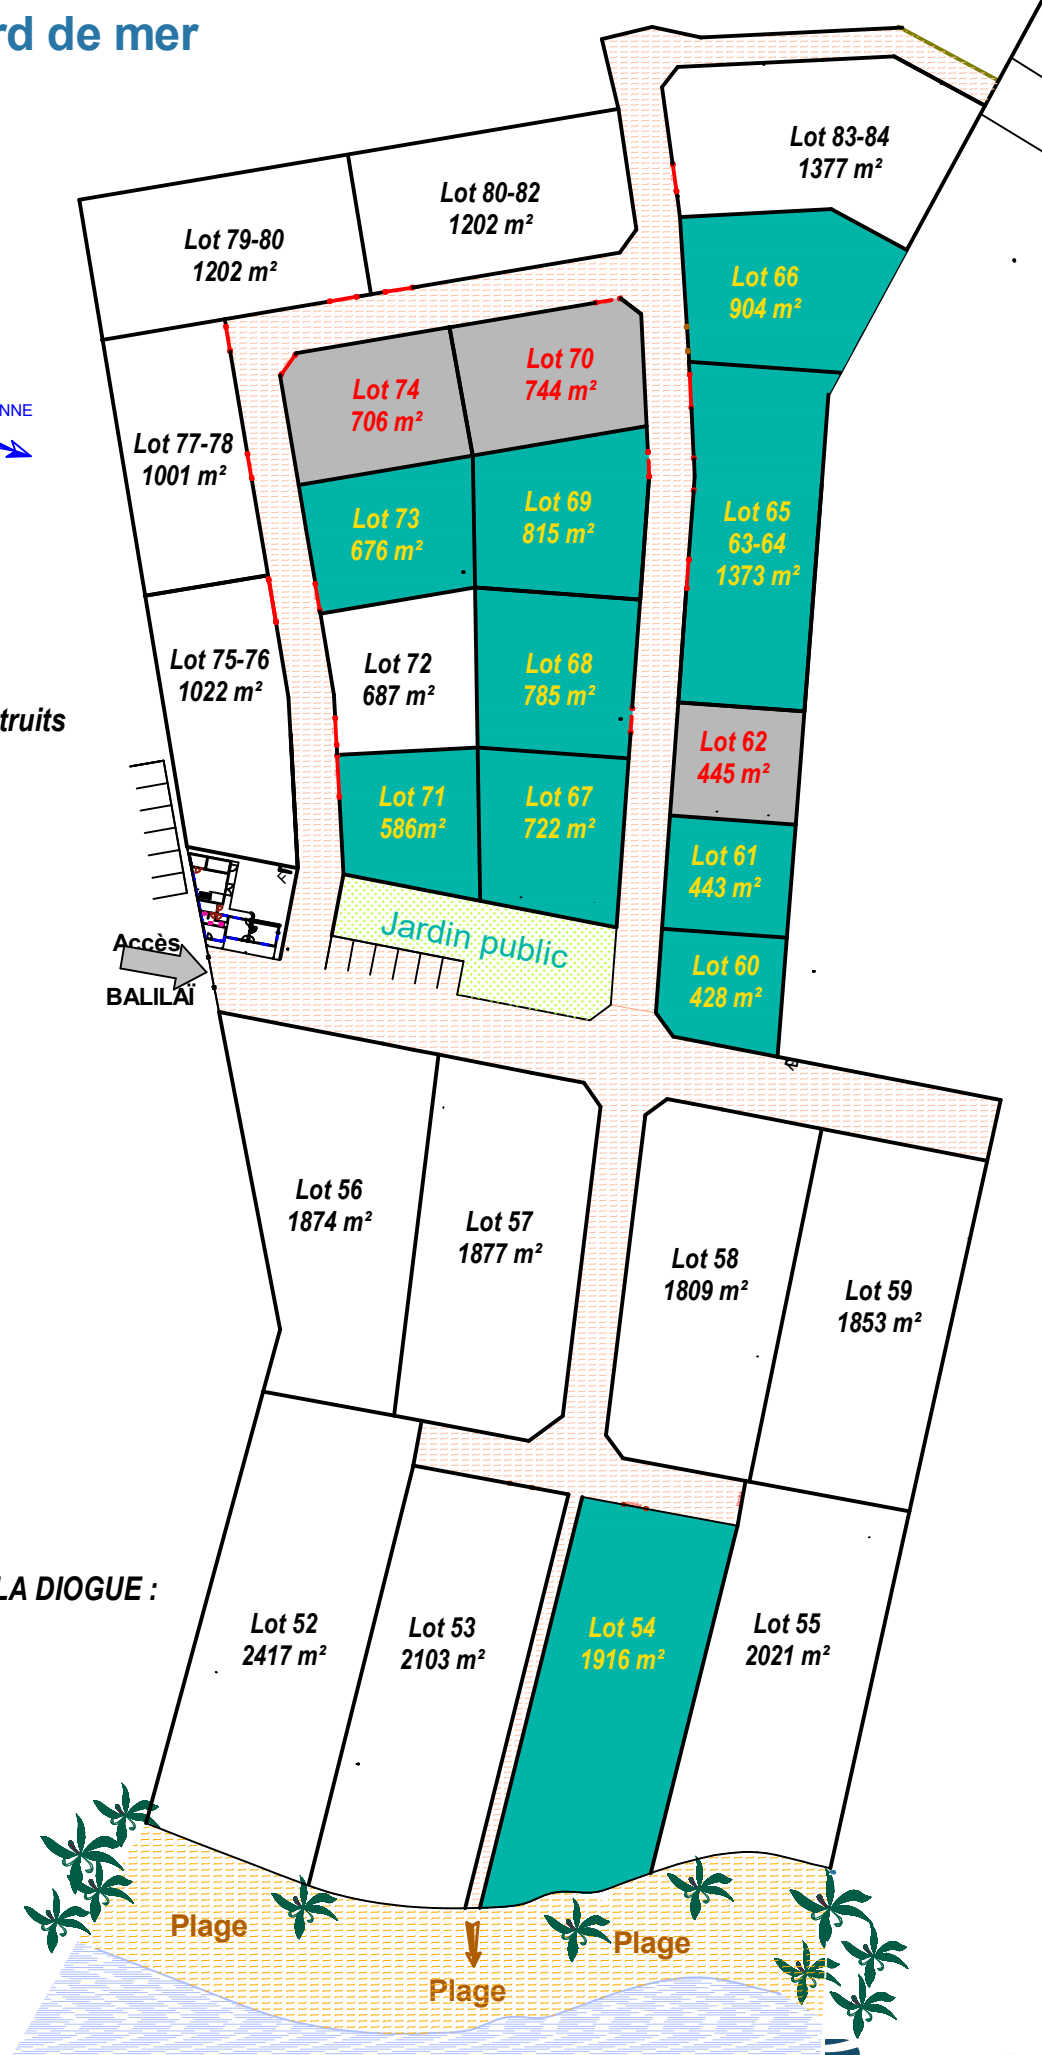 rd de mer
Lot 83-84
1377 m²
Lot 80-82
1202 m²
Lot 79-80
1202 m²
Lot 66
904 m²
Lot 70
744 m²
Lot 74
706 m²
NNE
Lot 77-78
1001 m²
Lot 69
815 m²
Lot 73
676 m²
Lot 65
63-64
1373 m²
Lot 75-76
1022 m²
Lot 72
687 m²
Lot 68
785 m²
truits
Lot 62
445 m²
Lot 71
586m²
Lot 67
722 m²
Lot 61
443 m²
Jardin public
Accès
BALILAÏ
Lot 60
428 m²
Lot 56
1874 m²
Lot 57
1877 m²
Lot 58
1809 m²
Lot 59
1853 m²
LA DIOGUE :
Lot 52
2417 m²
Lot 53
2103 m²
Lot 54
1916 m²
Lot 55
2021 m²
Plage
Plage
Plage